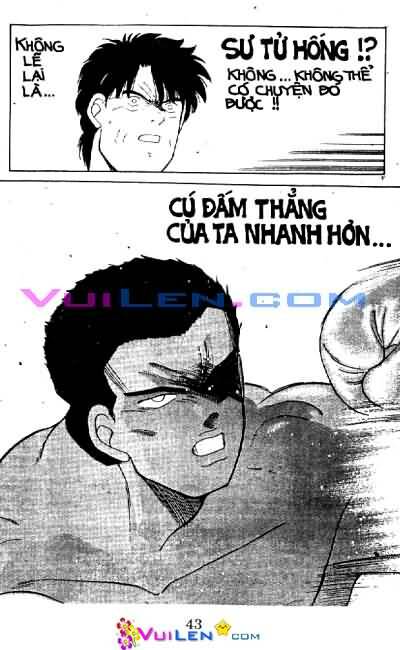 KHÔNG
LẼ
LẠI
LÀ...
SƯ TỬ HỐNG !?
KHÔNG... KHÔNG THỂ
CÓ CHUYỆN ĐÓ
ĐƯỢC !!
CÚ ĐẤM THẲNG
CỦA TA NHANH HƠN...
VUILEN.COM
43
VUILEN.COM